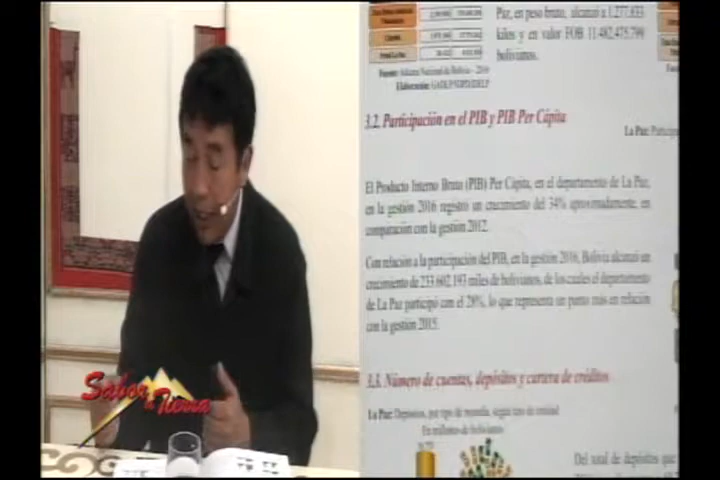 Sabor a Tierra
Paz, en peso bruto, alcanzó a 1.277.633
kilos y en valor FOB 11.482.475.799
bolivianos.
Fuente: Aduana Nacional de Bolivia - 2016
3.2. Participación en el PIB y PIB Per Cápita
La Paz: Particip
El Producto Interno Bruto (PIB) Per Cápita, en el departamento de La Paz,
en la gestión 2016 registró un crecimiento del 34% aproximadamente, en
comparación con la gestión 2012.
Con relación a la participación del PIB, en la gestión 2016, Bolivia alcanzó un
crecimiento de 233.602.193 miles de bolivianos, de los cuales el departamento
de La Paz participó con el 28%, lo que representa un punto más en relación
con la gestión 2015.
3.3. Número de cuentas, depósitos y cartera de créditos
La Paz: Depósitos, por tipo de moneda, según tipo de entidad
En millones de bolivianos
Del total de depósitos que